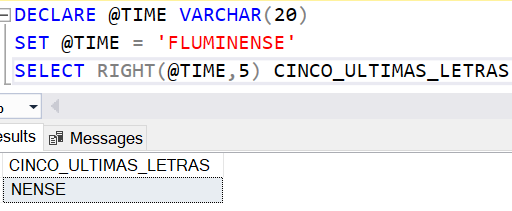 DECLARE @TIME VARCHAR(20)
SET @TIME = 'FLUMINENSE'
SELECT RIGHT(@TIME,5) CINCO_ULTIMAS_LETRAS
esults Messages
CINCO_ULTIMAS_LETRAS
NENSE